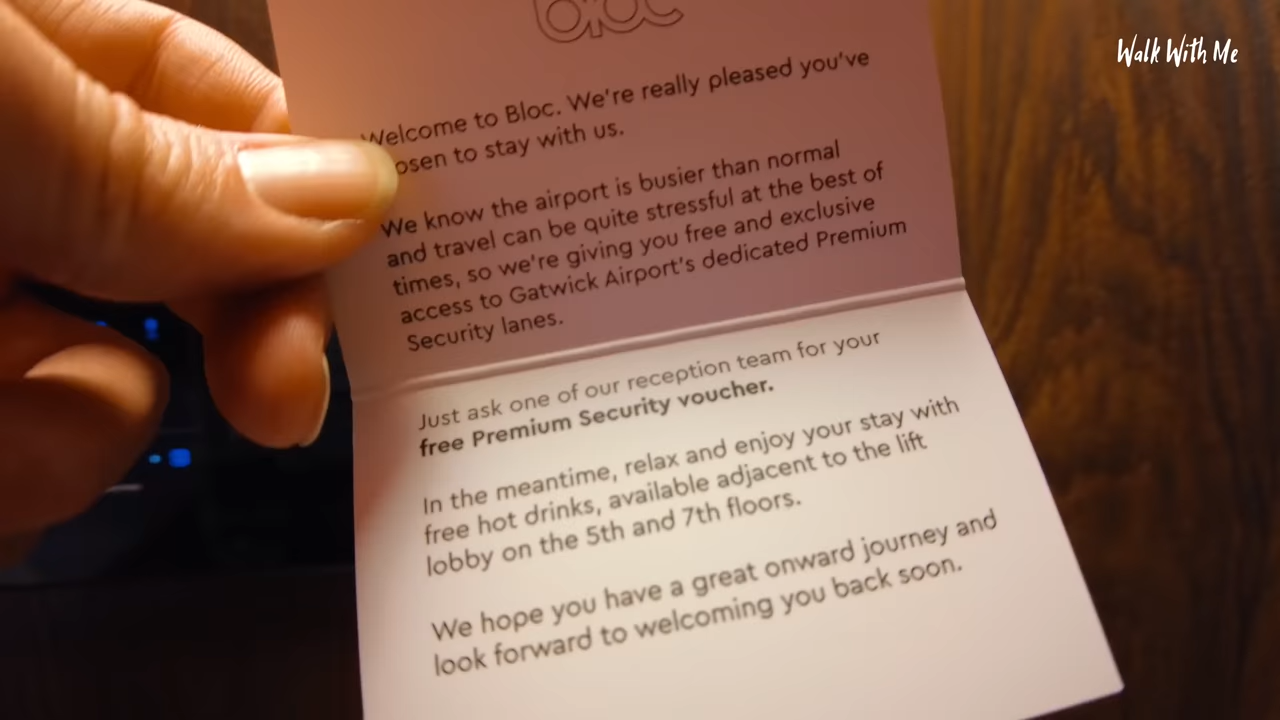 bloc
Walk With Me
Welcome to Bloc. We're really pleased you've
osen to stay with us.
We know the airport is busier than normal
and travel can be quite stressful at the best of
times, so we're giving you free and exclusive
access to Gatwick Airport's dedicated Premium
Security lanes.
Just ask one of our reception team for your
free Premium Security voucher.
In the meantime, relax and enjoy your stay with
free hot drinks, available adjacent to the lift
lobby on the 5th and 7th floors.
We hope you have a great onward journey and
look forward to welcoming you back soon.